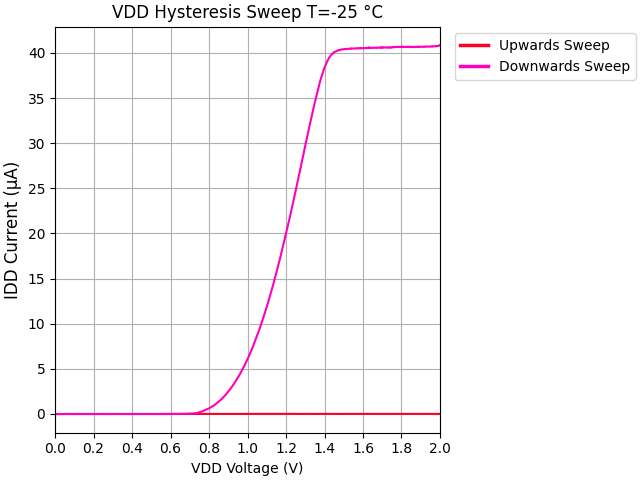 VDD Hysteresis Sweep T=-25 °C
IDD Current (μA)
40
35
30
25
20
15
10
5
0
0.0 0.2 0.4 0.6 0.8 1.0 1.2 1.4 1.6 1.8 2.0
VDD Voltage (V)
Upwards Sweep
Downwards Sweep